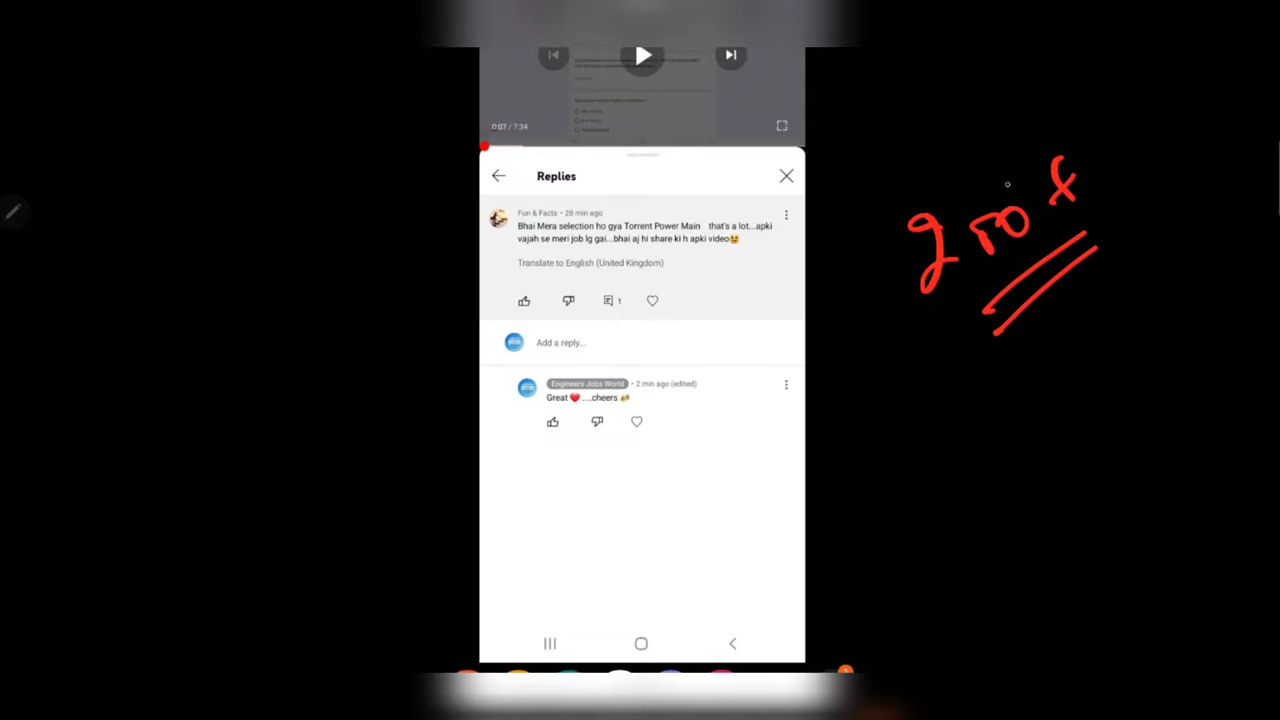 0:07 / 7:34
Replies
Fun & Facts • 28 min ago
Bhai Mera selection ho gya Torrent Power Main that's a lot...apki
vajah se meri job lg gai...bhai aj hi share ki h apki video😃
Translate to English (United Kingdom)
1
Add a reply...
Engineers Jobs World • 2 min ago (edited)
Great ❤️ ....cheers 🍻